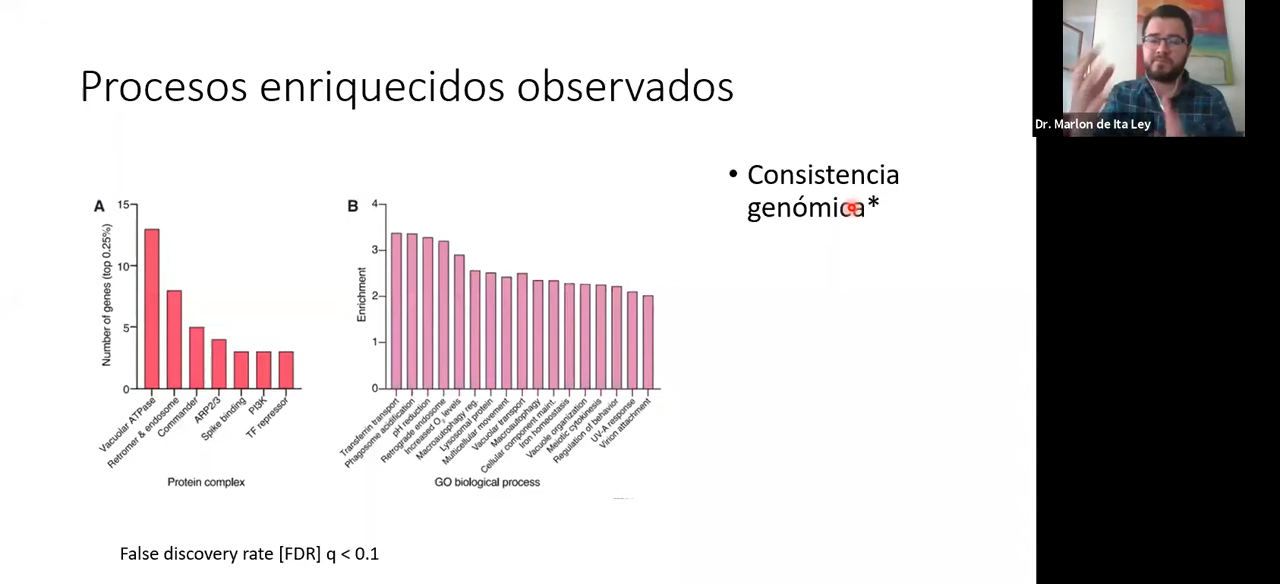 Procesos enriquecidos observados
Dr. Marlon de Ita Ley
• Consistencia
genómica*
A
Number of genes (top 0.25%)
15
10
5
0
Vacuolar ATPase
Retromer & endosome
Commander
ARP2/3
Spike binding
PI3K
TF repressor
Protein complex
B
Enrichment
4
3
2
1
0
Transferrin transport
Phagosome acidification
pH reduction
Retrograde endosome
Increased O₂ levels
Macroautophagy reg.
Lysosomal protein
Multicellular movement
Vacuolar transport
Macroautophagy
Cellular component maint.
Iron homeostasis
Vacuole organization
Meiotic cytokinesis
Regulation of behavior
UV-A response
Virion attachment
GO biological process
False discovery rate [FDR] q < 0.1